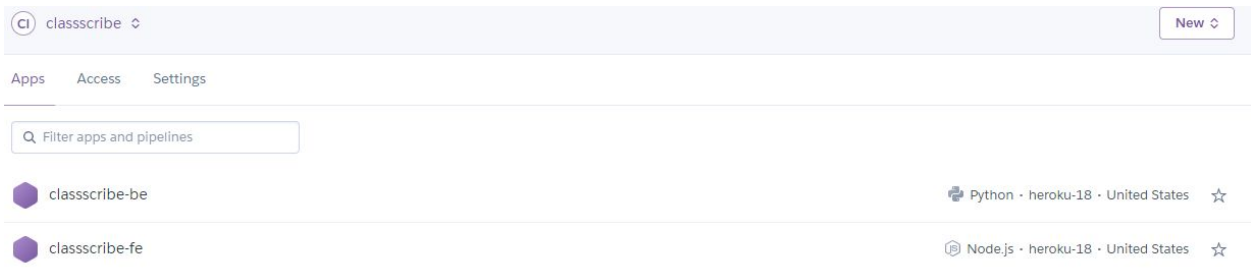 CI classscribe
New
Apps Access Settings
Filter apps and pipelines
classscribe-be Python · heroku-18 · United States
classscribe-fe JS Node.js · heroku-18 · United States